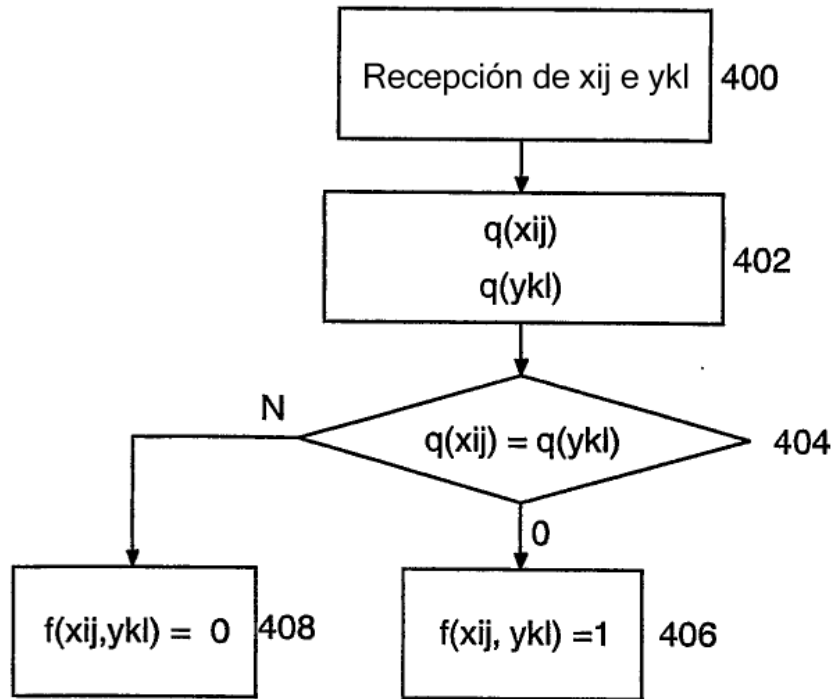 Recepción de xij e ykl
400
q(xij)
q(ykl)
402
N
q(xij) = q(ykl)
404
0
f(xij,ykl) = 0
408
f(xij, ykl) =1
406